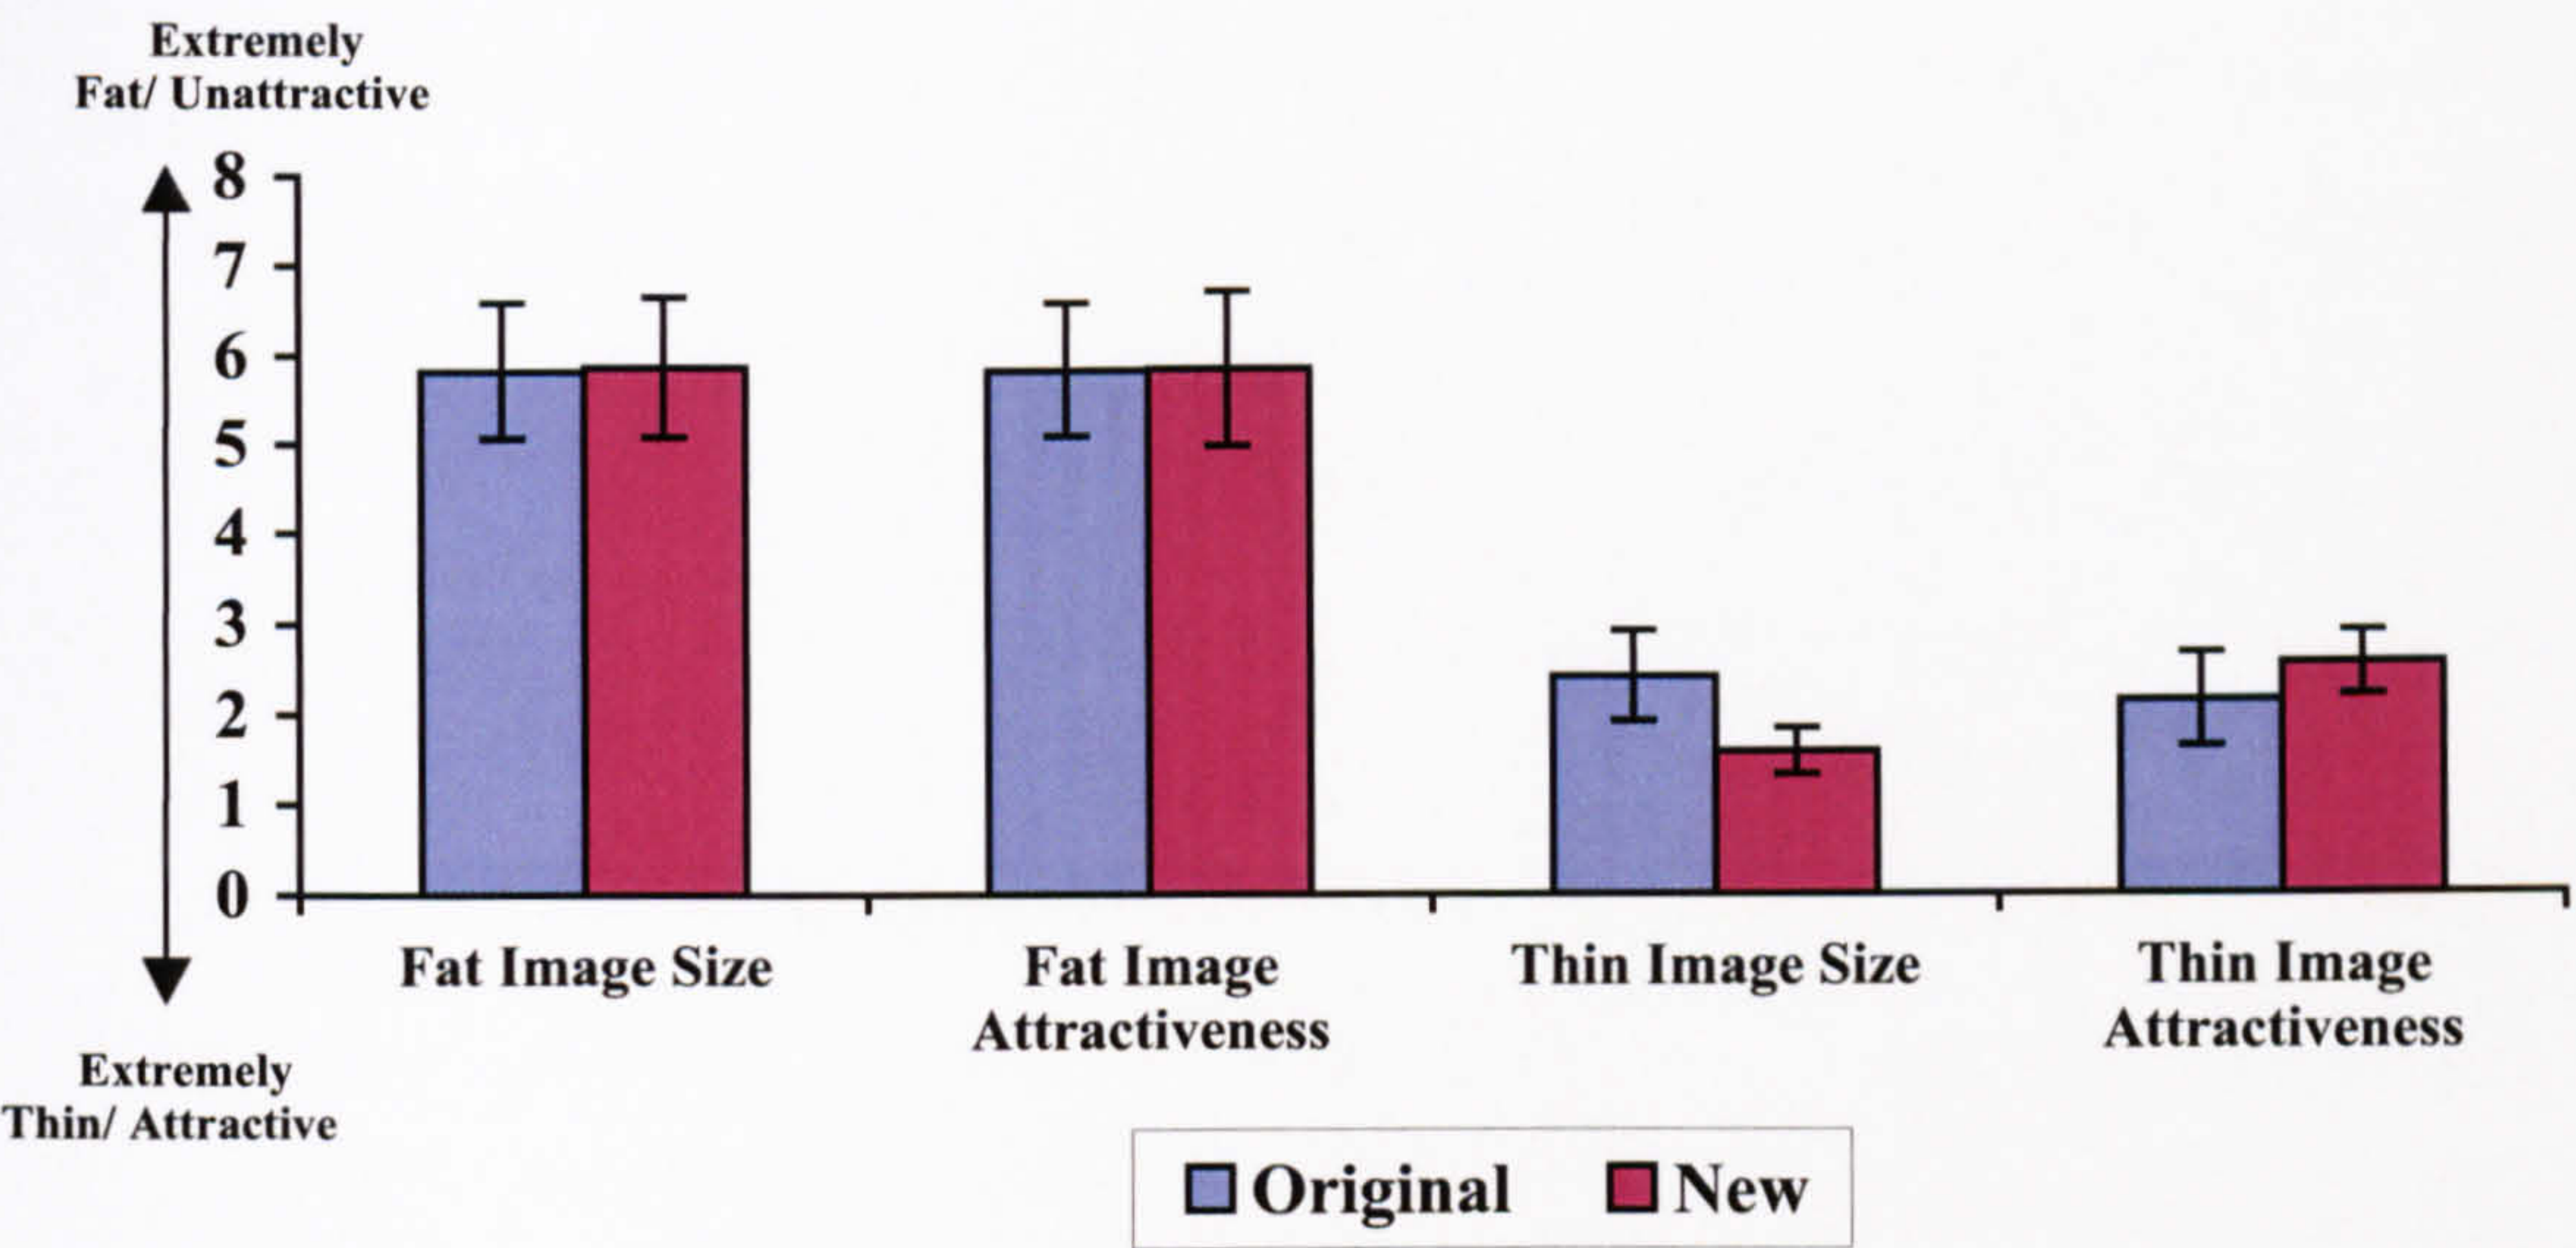 Extremely
Fat/ Unattractive
8
7
6
5
4
3
2
1
0
Fat Image Size
Fat Image
Attractiveness
Thin Image Size
Thin Image
Attractiveness
Extremely
Thin/ Attractive
Original
New